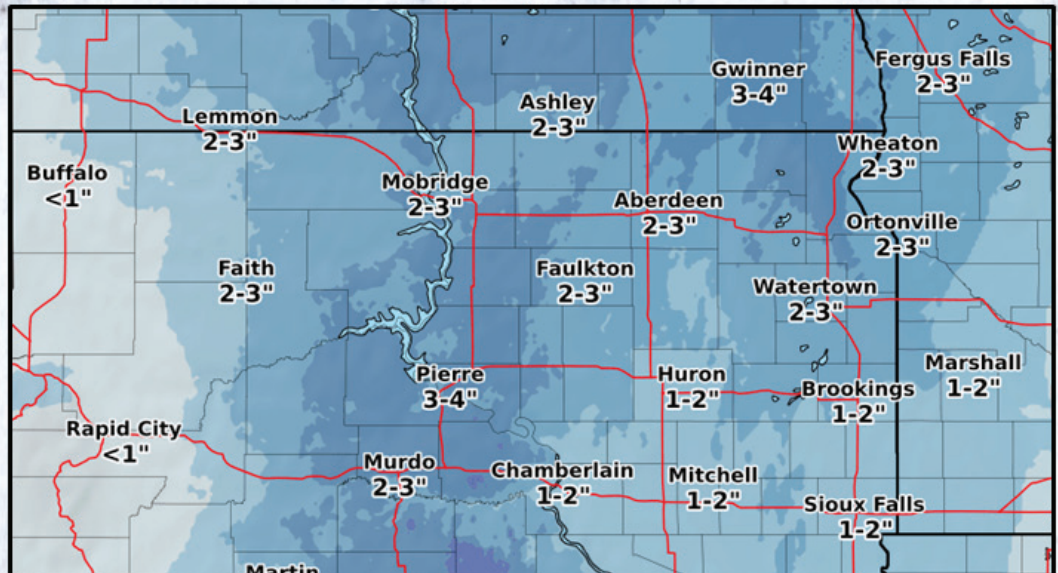 Fergus Falls
2-3"
Gwinner
3-4"
Ashley
2-3"
Lemmon
2-3"
Wheaton
2-3"
Buffalo
<1"
Mobridge
2-3"
Aberdeen
2-3"
Ortonville
2-3"
Faith
2-3"
Faulkton
2-3"
Watertown
2-3"
Marshall
1-2"
Pierre
3-4"
Huron
1-2"
Brookings
1-2"
Rapid City
<1"
Murdo
2-3"
Chamberlain
1-2"
Mitchell
1-2"
Sioux Falls
1-2"
Martin